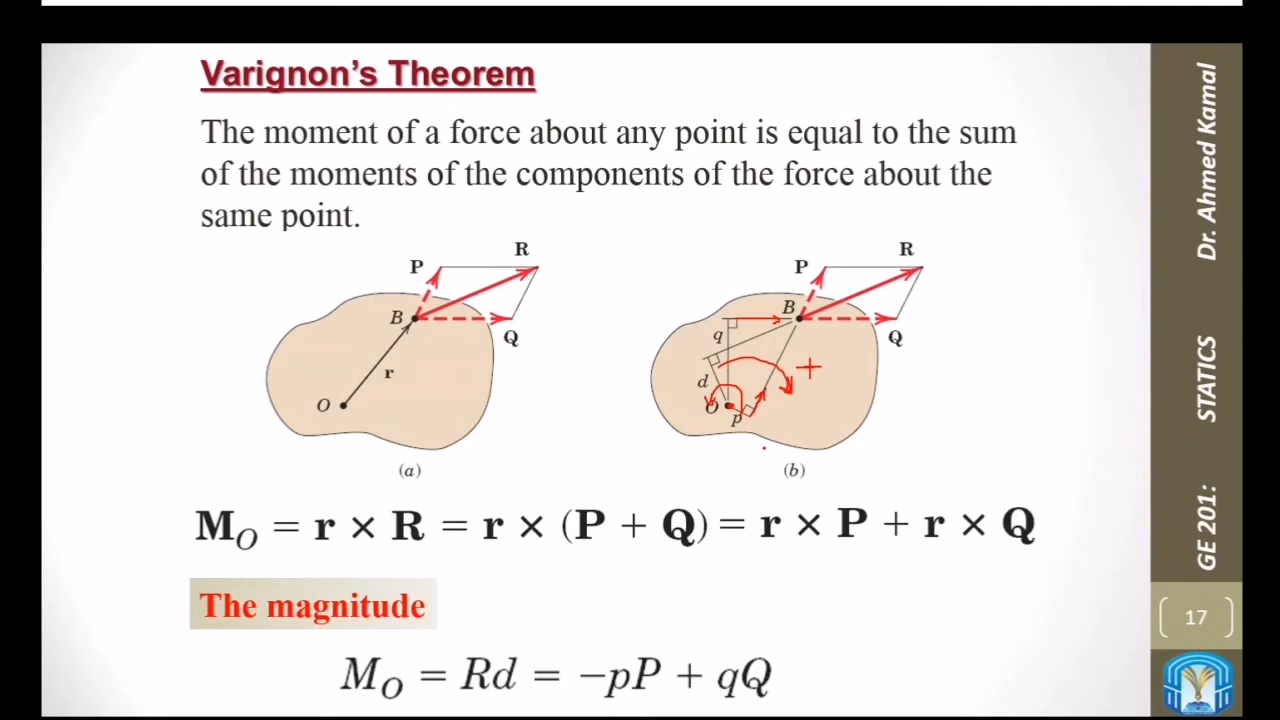 Varignon's Theorem
The moment of a force about any point is equal to the sum
of the moments of the components of the force about the
same point.
P
R
B
Q
r
O
(a)
P
R
B
Q
q
d
+
O
p
(b)
M_O = r × R = r × (P + Q) = r × P + r × Q
The magnitude
M_O = Rd = −pP + qQ
Dr. Ahmed Kamal
STATICS
GE 201:
17